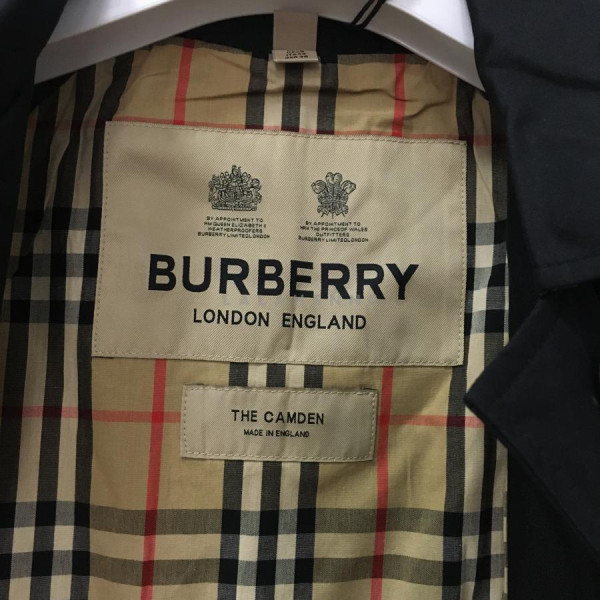 BY APPOINTMENT TO
HM QUEEN ELIZABETH II
WEATHERPROOFERS
BURBERRY LIMITED LONDON
BY APPOINTMENT TO
HRH THE PRINCE OF WALES
OUTFITTERS
BURBERRY LIMITED LONDON
BURBERRY
LONDON ENGLAND
THE CAMDEN
MADE IN ENGLAND